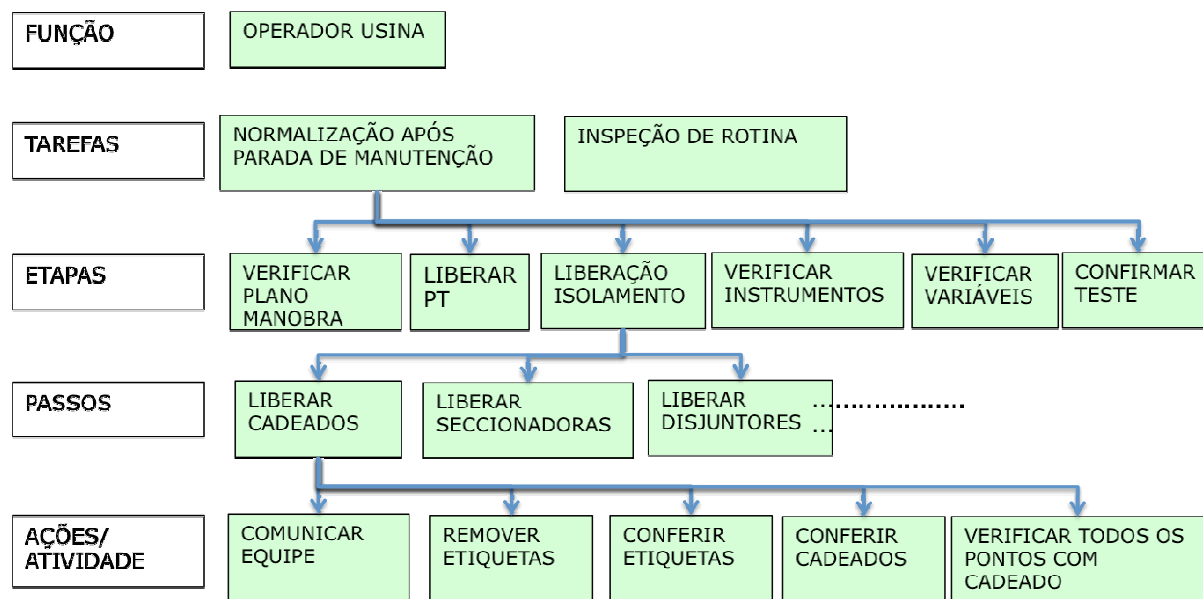 FUNÇÃO
OPERADOR USINA
TAREFAS
NORMALIZAÇÃO APÓS
PARADA DE MANUTENÇÃO
INSPEÇÃO DE ROTINA
ETAPAS
VERIFICAR
PLANO
MANOBRA
LIBERAR
PT
LIBERAÇÃO
ISOLAMENTO
VERIFICAR
INSTRUMENTOS
VERIFICAR
VARIÁVEIS
CONFIRMAR
TESTE
PASSOS
LIBERAR
CADEADOS
LIBERAR
SECCIONADORAS
LIBERAR
DISJUNTORES
...................
...
AÇÕES/
ATIVIDADE
COMUNICAR
EQUIPE
REMOVER
ETIQUETAS
CONFERIR
ETIQUETAS
CONFERIR
CADEADOS
VERIFICAR TODOS OS
PONTOS COM
CADEADO